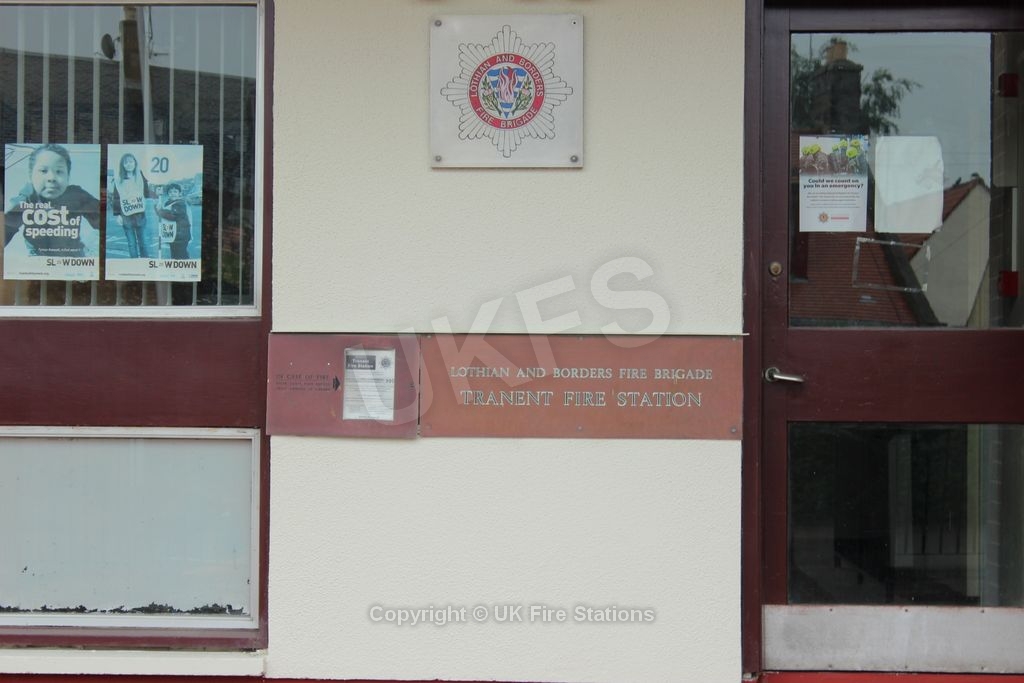 LOTHIAN AND BORDERS
FIRE BRIGADE
The real
cost of
speeding
20
SLOW
DOWN
SLOW
DOWN
SLOW DOWN
Could we count on
you in an emergency?
UKFS
IN CASE OF FIRE
Tranent
Fire Station
LOTHIAN AND BORDERS FIRE BRIGADE
TRANENT FIRE STATION
Copyright © UK Fire Stations